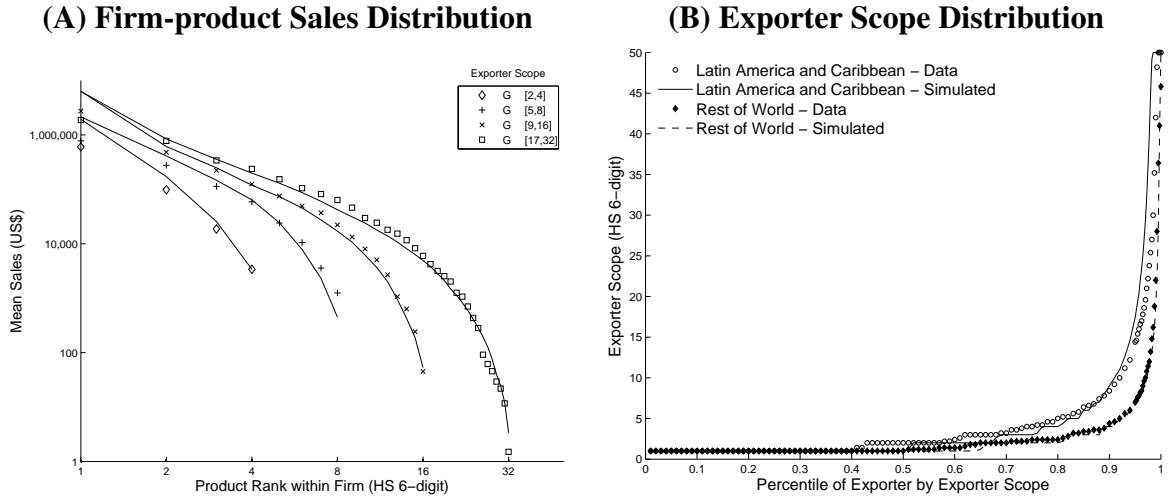 (A) Firm-product Sales Distribution
Exporter Scope
G [2,4]
G [5,8]
G [9,16]
G [17,32]
1,000,000
10,000
100
1
Mean Sales (US$)
1 2 4 8 16 32
Product Rank within Firm (HS 6−digit)
(B) Exporter Scope Distribution
Latin America and Caribbean − Data
Latin America and Caribbean − Simulated
Rest of World − Data
Rest of World − Simulated
50
45
40
35
30
25
20
15
10
5
0
Exporter Scope (HS 6−digit)
0 0.1 0.2 0.3 0.4 0.5 0.6 0.7 0.8 0.9 1
Percentile of Exporter by Exporter Scope